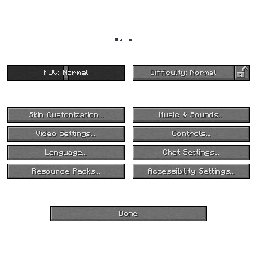 FOV: Normal
Difficulty: Normal
Skin Customization...
Music & Sounds...
Video Settings...
Controls...
Language...
Chat Settings...
Resource Packs...
Accessibility Settings...
Done